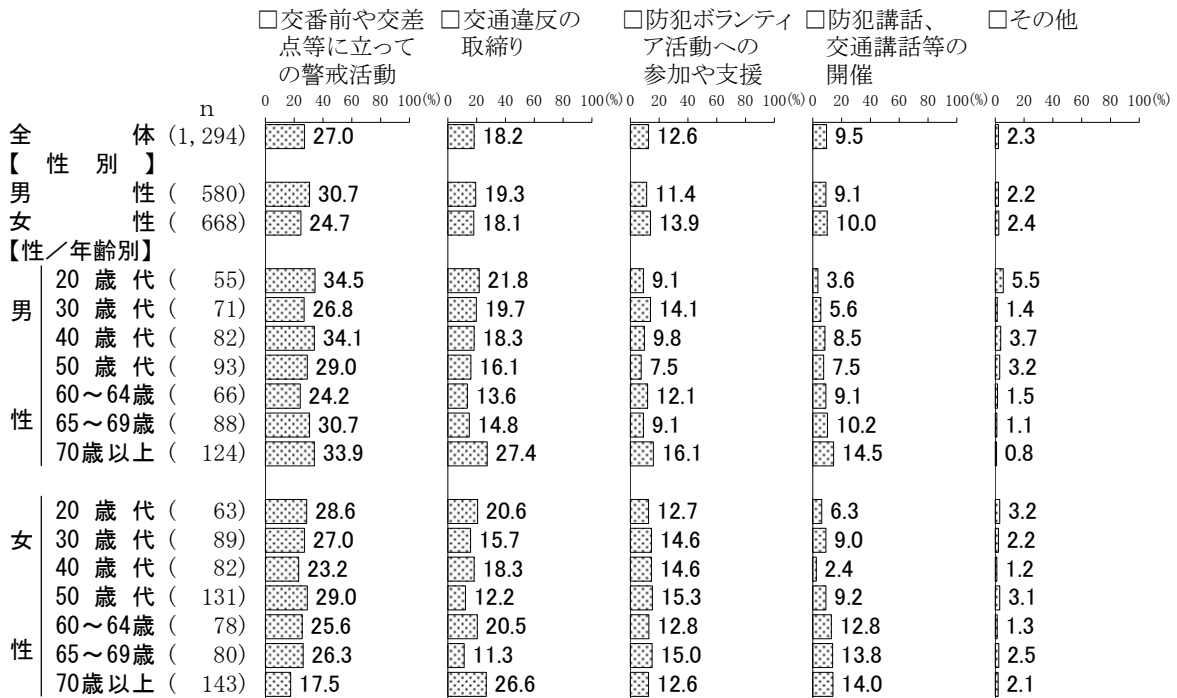 □交番前や交差 □交通違反の □防犯ボランティ □防犯講話、 □その他
点等に立って 取締り ア活動への 交通講話等の
の警戒活動 参加や支援 開催
n 0 20 40 60 80 100(%) 0 20 40 60 80 100(%) 0 20 40 60 80 100(%) 0 20 40 60 80 100(%) 0 20 40 60 80 100(%)
全体 (1,294) 27.0 18.2 12.6 9.5 2.3
【性別】
男性 ( 580) 30.7 19.3 11.4 9.1 2.2
女性 ( 668) 24.7 18.1 13.9 10.0 2.4
【性／年齢別】
20歳代 ( 55) 34.5 21.8 9.1 3.6 5.5
男 30歳代 ( 71) 26.8 19.7 14.1 5.6 1.4
40歳代 ( 82) 34.1 18.3 9.8 8.5 3.7
50歳代 ( 93) 29.0 16.1 7.5 7.5 3.2
60～64歳 ( 66) 24.2 13.6 12.1 9.1 1.5
性 65～69歳 ( 88) 30.7 14.8 9.1 10.2 1.1
70歳以上 ( 124) 33.9 27.4 16.1 14.5 0.8
20歳代 ( 63) 28.6 20.6 12.7 6.3 3.2
女 30歳代 ( 89) 27.0 15.7 14.6 9.0 2.2
40歳代 ( 82) 23.2 18.3 14.6 2.4 1.2
50歳代 ( 131) 29.0 12.2 15.3 9.2 3.1
60～64歳 ( 78) 25.6 20.5 12.8 12.8 1.3
性 65～69歳 ( 80) 26.3 11.3 15.0 13.8 2.5
70歳以上 ( 143) 17.5 26.6 12.6 14.0 2.1